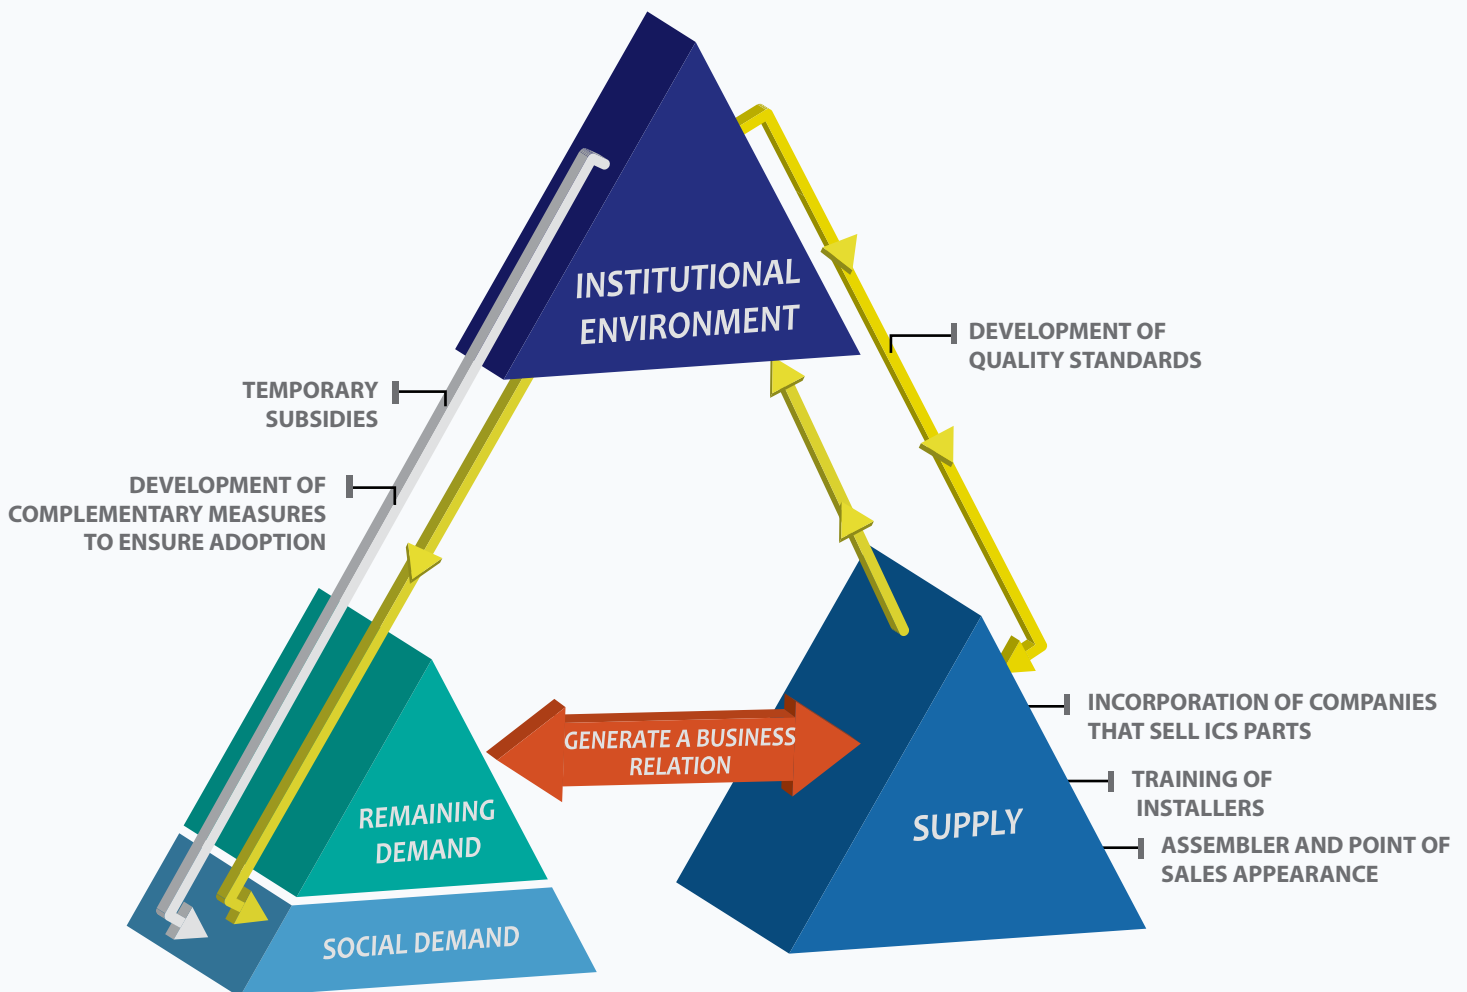 INSTITUTIONAL
ENVIRONMENT
DEVELOPMENT OF
QUALITY STANDARDS
TEMPORARY
SUBSIDIES
DEVELOPMENT OF
COMPLEMENTARY MEASURES
TO ENSURE ADOPTION
GENERATE A BUSINESS
RELATION
INCORPORATION OF COMPANIES
THAT SELL ICS PARTS
TRAINING OF
INSTALLERS
ASSEMBLER AND POINT OF
SALES APPEARANCE
REMAINING
DEMAND
SUPPLY
SOCIAL DEMAND